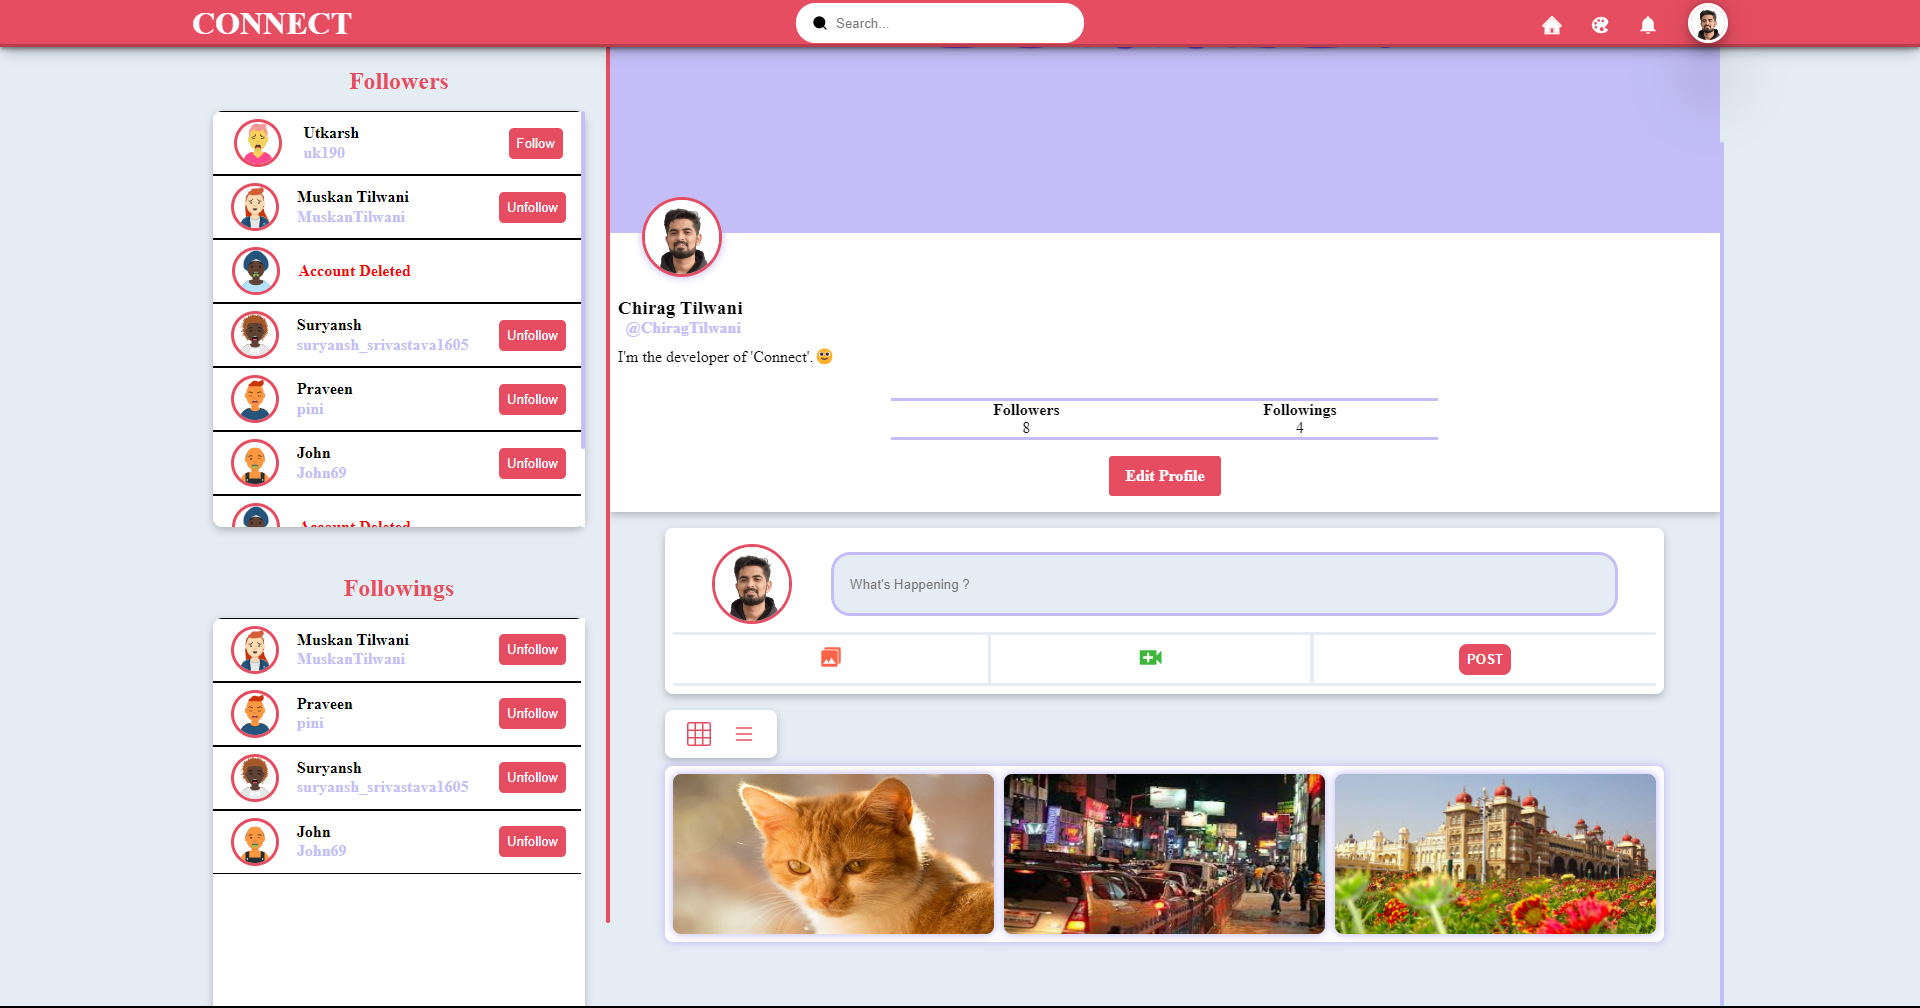 CONNECT
Search...
Followers
Utkarsh
uk190
Follow
Muskan Tilwani
MuskanTilwani
Unfollow
Account Deleted
Suryansh
suryansh_srivastava1605
Unfollow
Praveen
pini
Unfollow
John
John69
Unfollow
Account Deleted
Followings
Muskan Tilwani
MuskanTilwani
Unfollow
Praveen
pini
Unfollow
Suryansh
suryansh_srivastava1605
Unfollow
John
John69
Unfollow
Chirag Tilwani
@ChiragTilwani
I'm the developer of 'Connect'. 🙂
Followers
8
Followings
4
Edit Profile
What's Happening ?
POST